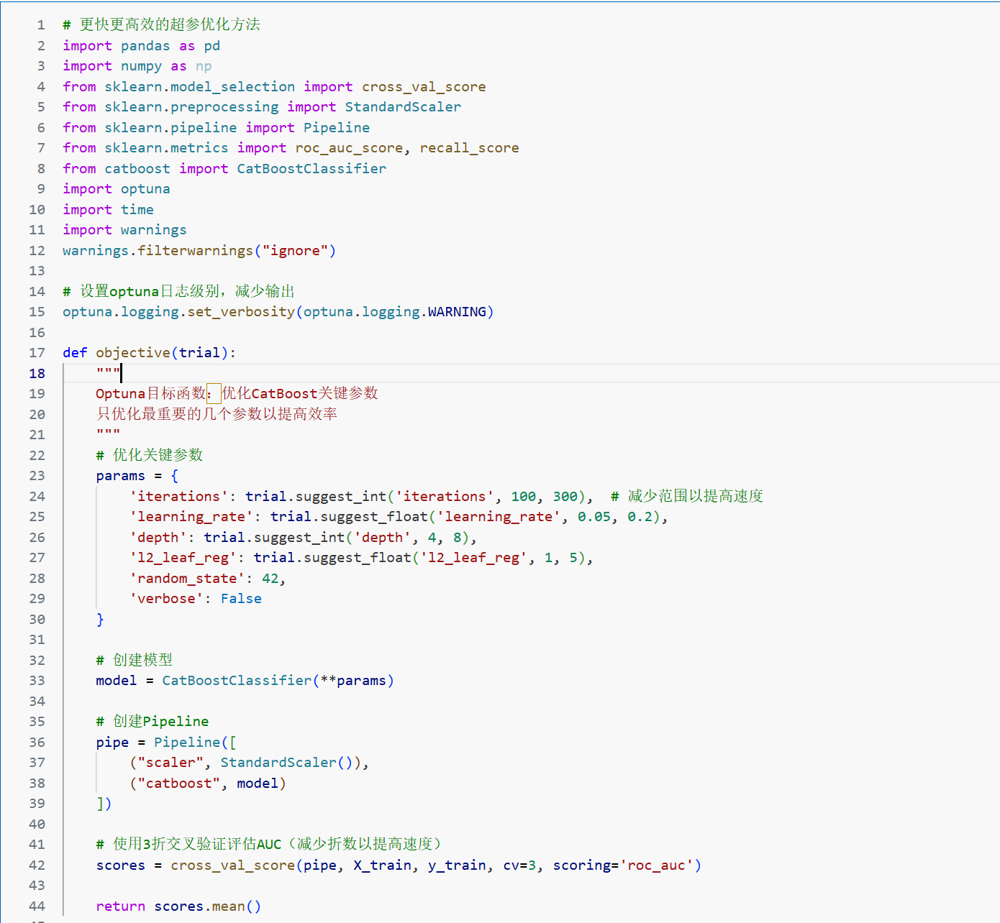 1 # 更快更高效的超参优化方法
2 import pandas as pd
3 import numpy as np
4 from sklearn.model_selection import cross_val_score
5 from sklearn.preprocessing import StandardScaler
6 from sklearn.pipeline import Pipeline
7 from sklearn.metrics import roc_auc_score, recall_score
8 from catboost import CatBoostClassifier
9 import optuna
10 import time
11 import warnings
12 warnings.filterwarnings("ignore")
13
14 # 设置optuna日志级别，减少输出
15 optuna.logging.set_verbosity(optuna.logging.WARNING)
16
17 def objective(trial):
18     """
19     Optuna目标函数：优化CatBoost关键参数
20     只优化最重要的几个参数以提高效率
21     """
22     # 优化关键参数
23     params = {
24         'iterations': trial.suggest_int('iterations', 100, 300),  # 减少范围以提高速度
25         'learning_rate': trial.suggest_float('learning_rate', 0.05, 0.2),
26         'depth': trial.suggest_int('depth', 4, 8),
27         'l2_leaf_reg': trial.suggest_float('l2_leaf_reg', 1, 5),
28         'random_state': 42,
29         'verbose': False
30     }
31
32     # 创建模型
33     model = CatBoostClassifier(**params)
34
35     # 创建Pipeline
36     pipe = Pipeline([
37         ("scaler", StandardScaler()),
38         ("catboost", model)
39     ])
40
41     # 使用3折交叉验证评估AUC（减少折数以提高速度）
42     scores = cross_val_score(pipe, X_train, y_train, cv=3, scoring='roc_auc')
43
44     return scores.mean()